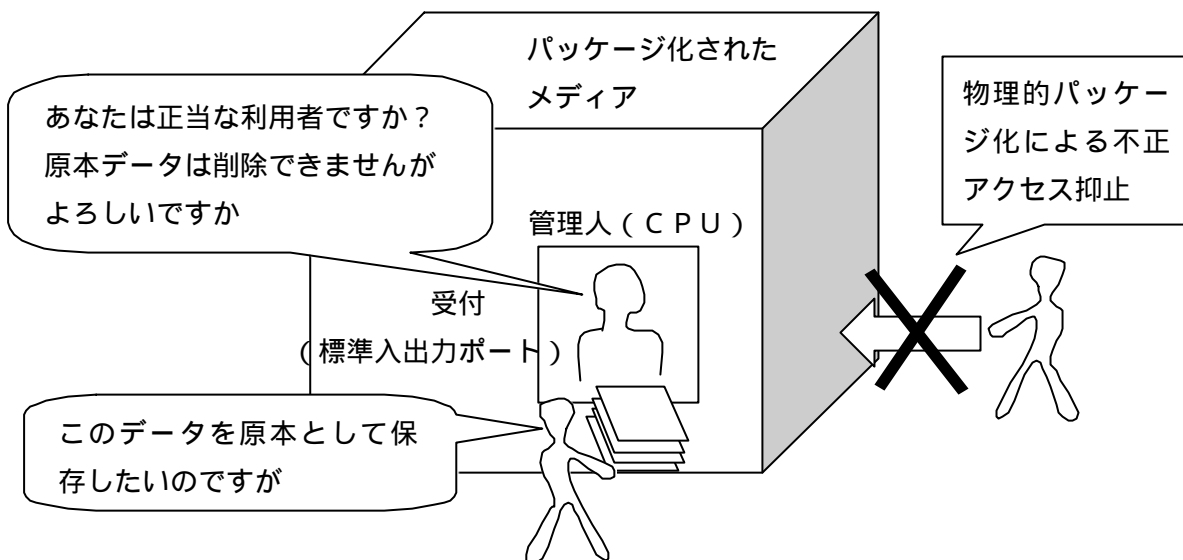 パッケージ化された
メディア
あなたは正当な利用者ですか？
原本データは削除できませんが
よろしいですか
物理的パッケー
ジ化による不正
アクセス抑止
管理人（ＣＰＵ）
受付
（標準入出力ポート）
このデータを原本として保
存したいのですが